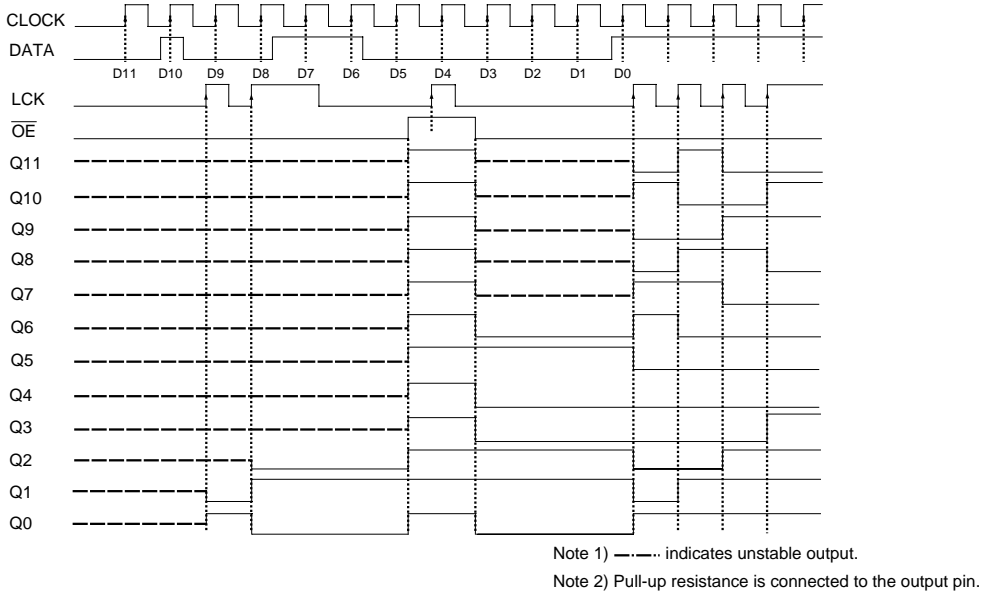 CLOCK
DATA
D11 D10 D9 D8 D7 D6 D5 D4 D3 D2 D1 D0
LCK
OE
Q11
Q10
Q9
Q8
Q7
Q6
Q5
Q4
Q3
Q2
Q1
Q0
Note 1) —·—·· indicates unstable output.
Note 2) Pull-up resistance is connected to the output pin.